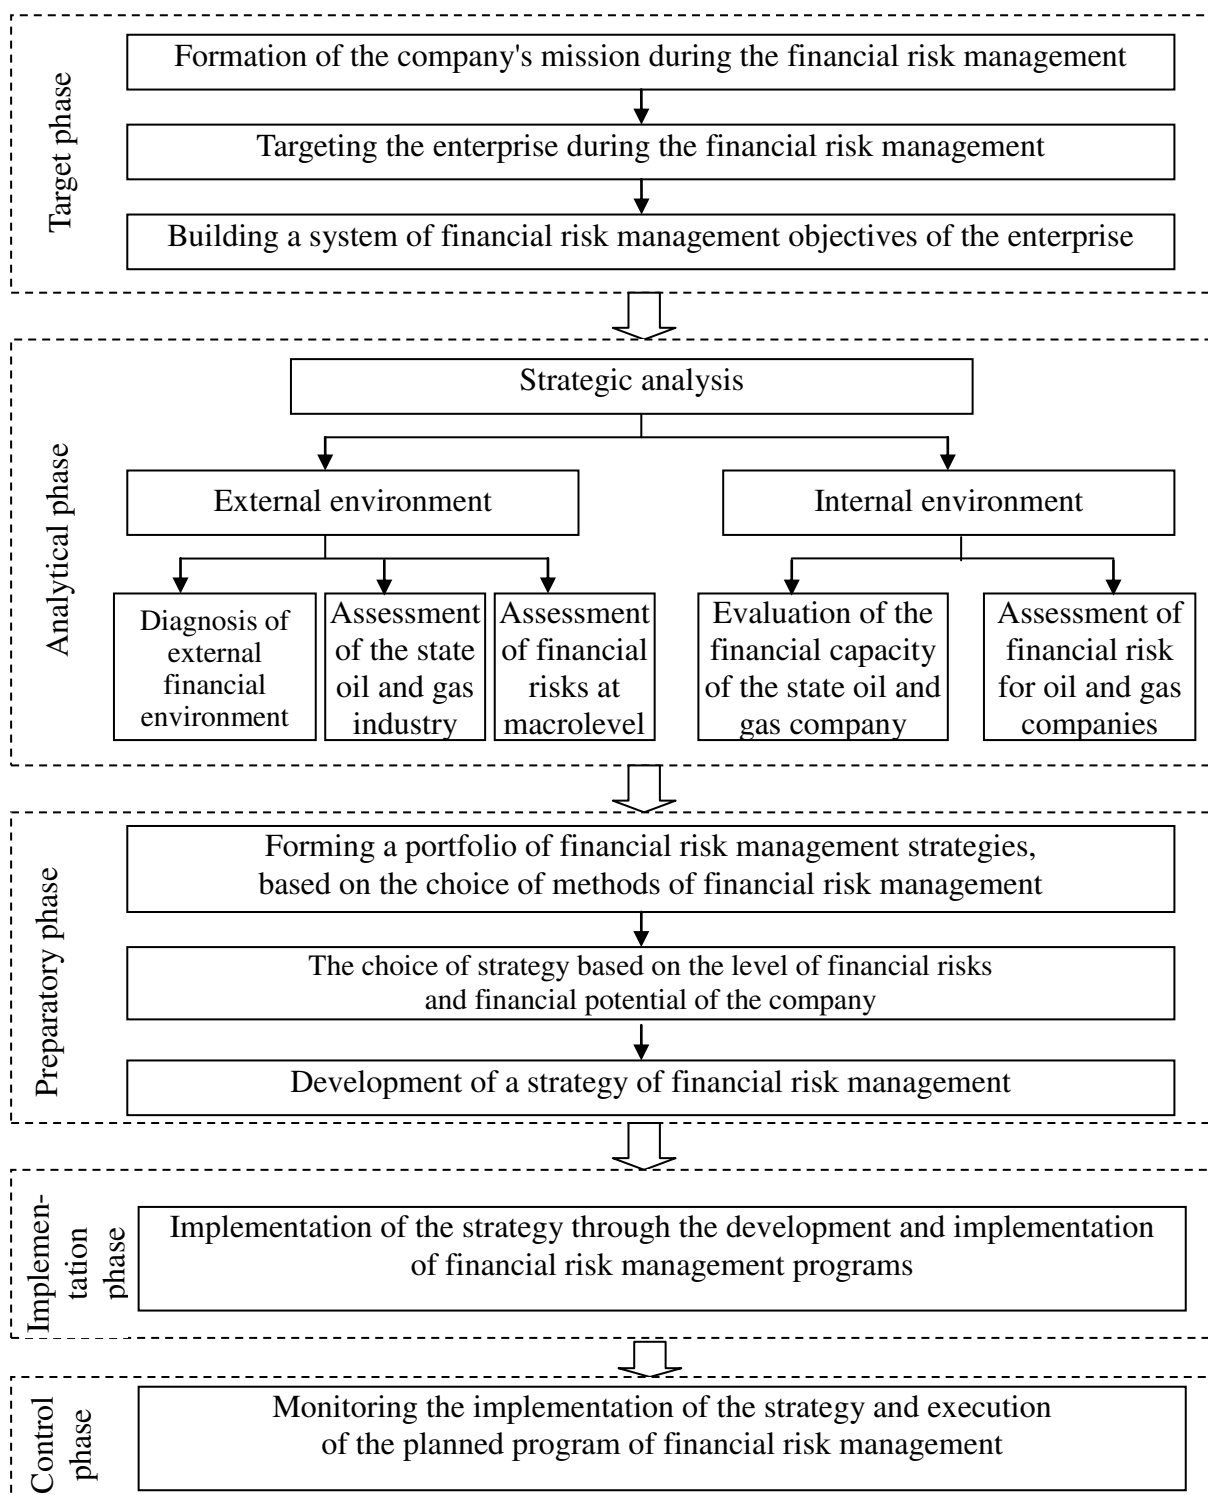 Target phase
Formation of the company's mission during the financial risk management
Targeting the enterprise during the financial risk management
Building a system of financial risk management objectives of the enterprise
Analytical phase
Strategic analysis
External environment
Internal environment
Diagnosis of
external
financial
environment
Assessment
of the state
oil and gas
industry
Assessment
of financial
risks at
macrolevel
Evaluation of the
financial capacity
of the state oil and
gas company
Assessment of
financial risk
for oil and gas
companies
Preparatory phase
Forming a portfolio of financial risk management strategies,
based on the choice of methods of financial risk management
The choice of strategy based on the level of financial risks
and financial potential of the company
Development of a strategy of financial risk management
Implemen-
tation
phase
Implementation of the strategy through the development and implementation
of financial risk management programs
Control
phase
Monitoring the implementation of the strategy and execution
of the planned program of financial risk management